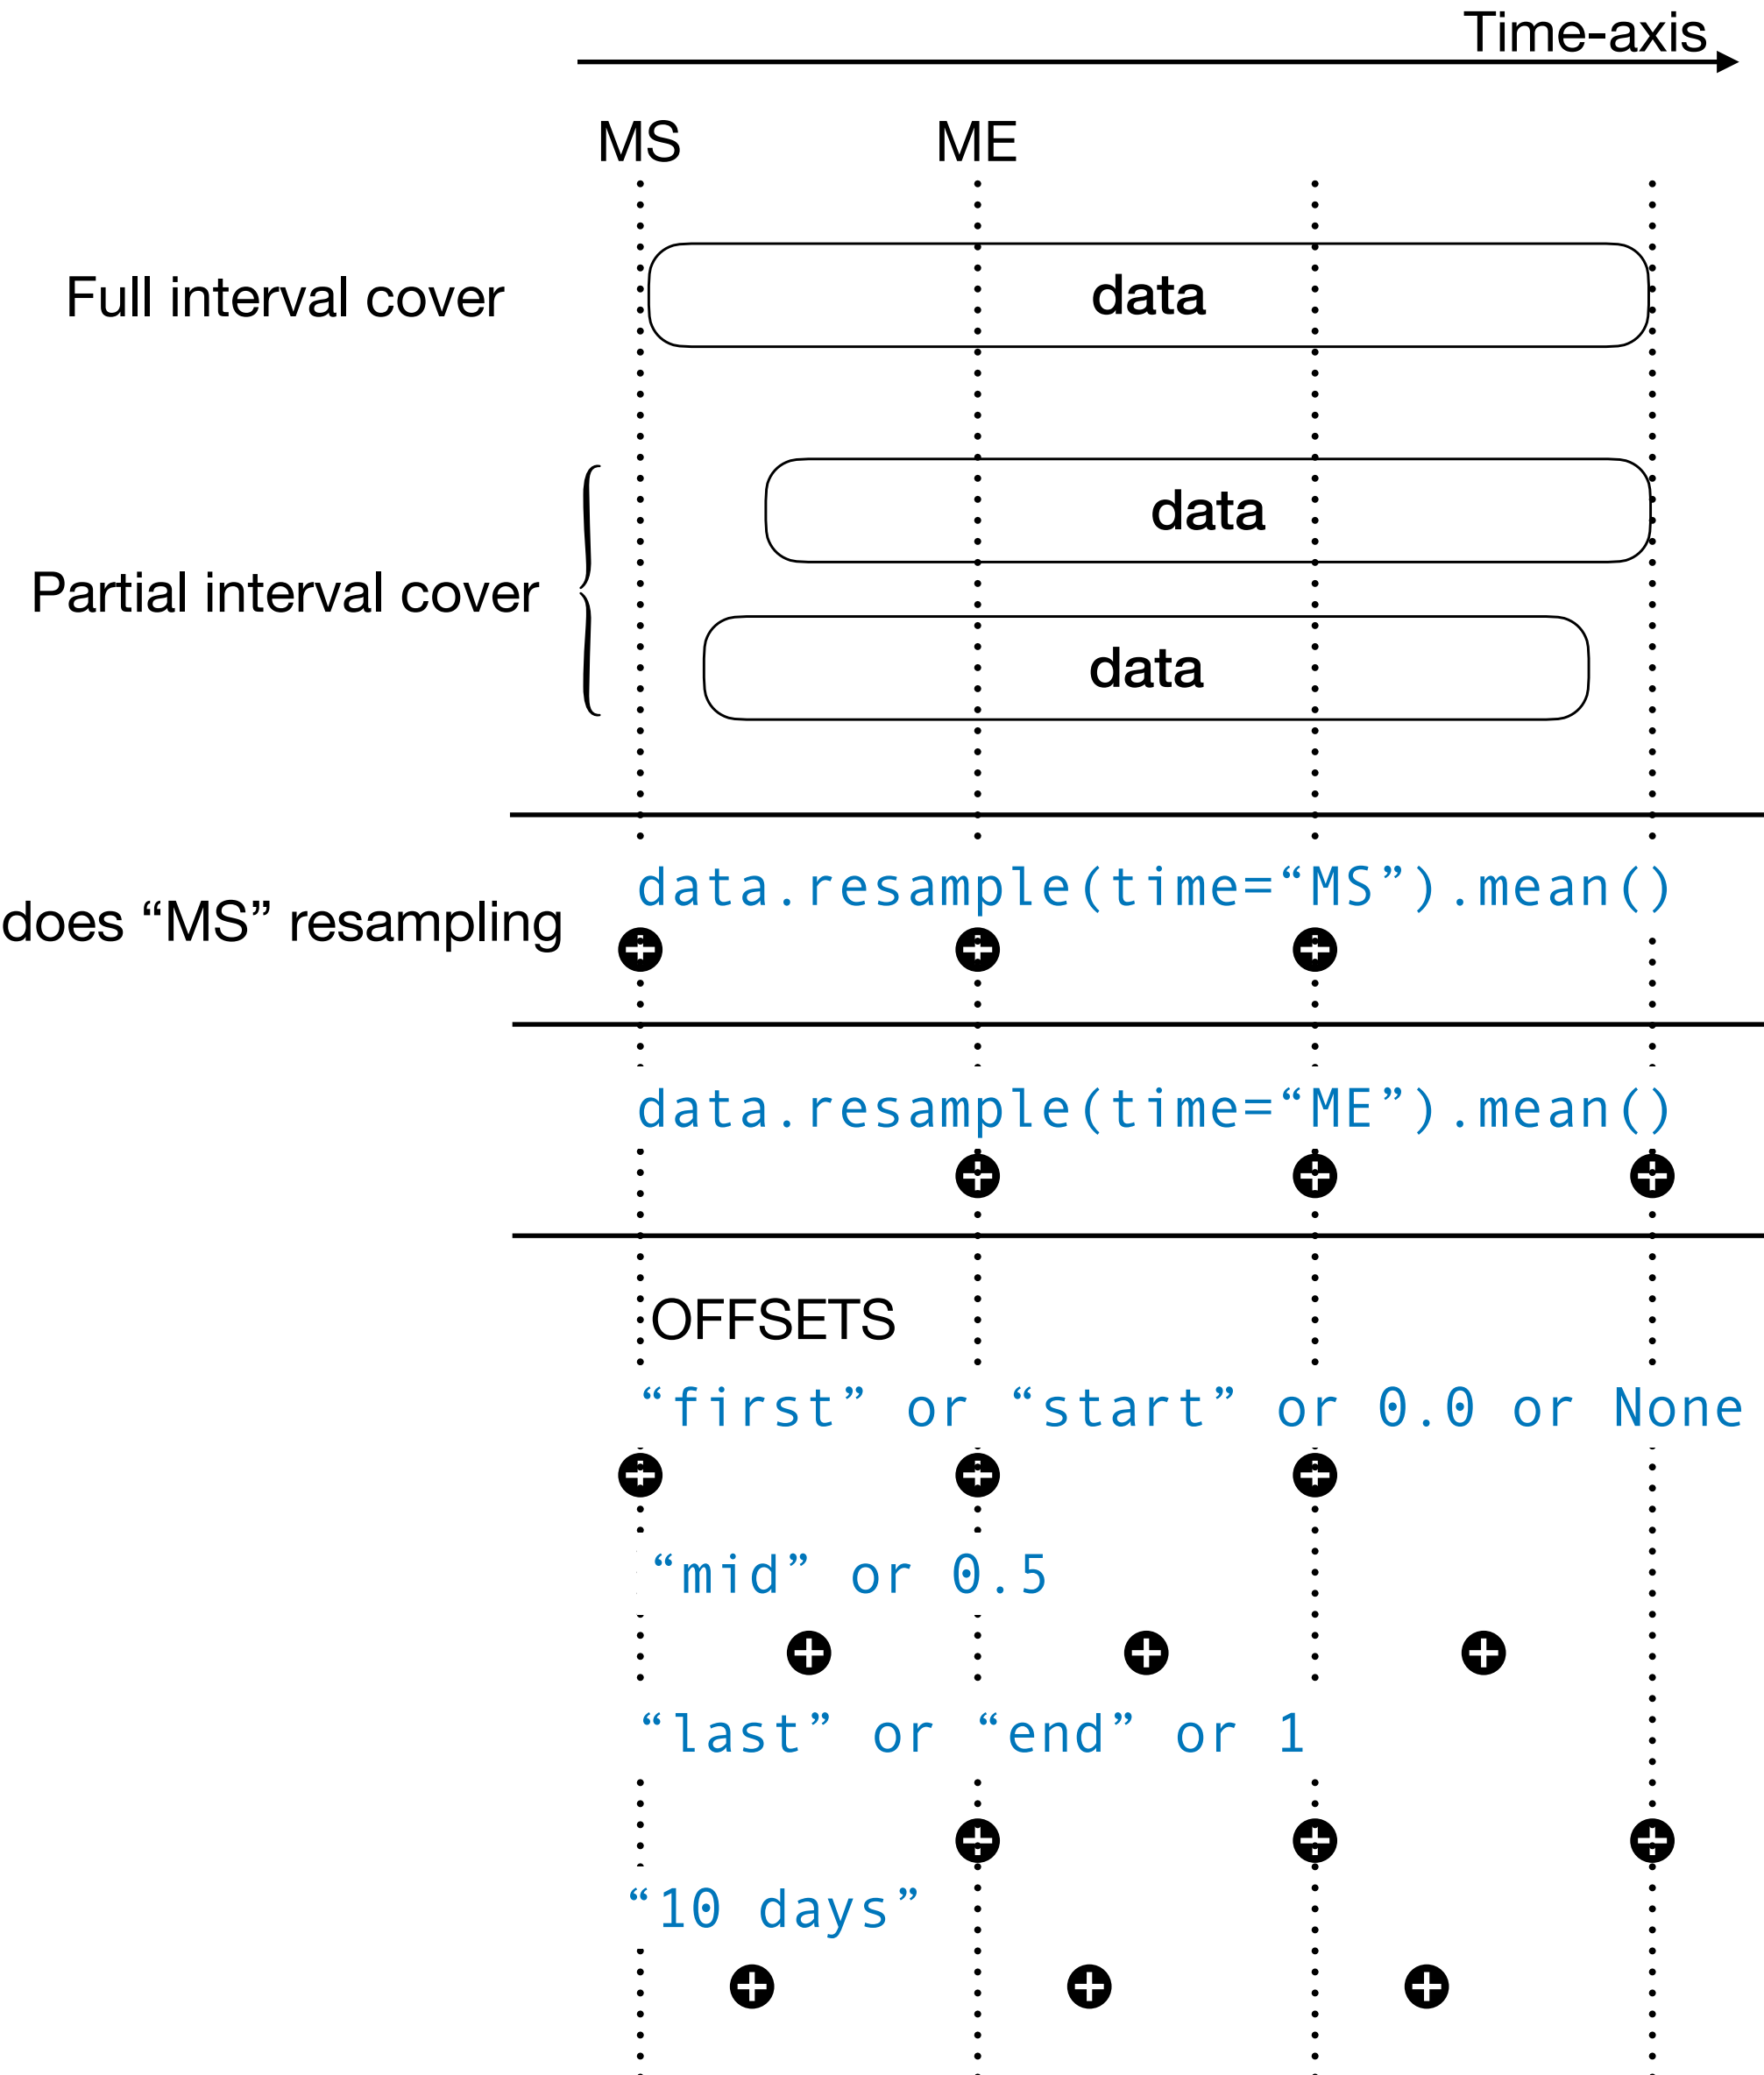 Time-axis
MS ME
Full interval cover data
data
Partial interval cover
data
data.resample(time=“MS”).mean()
does “MS” resampling
data.resample(time=“ME”).mean()
OFFSETS
“first” or “start” or 0.0 or None
“mid” or 0.5
“last” or “end” or 1
“10 days”